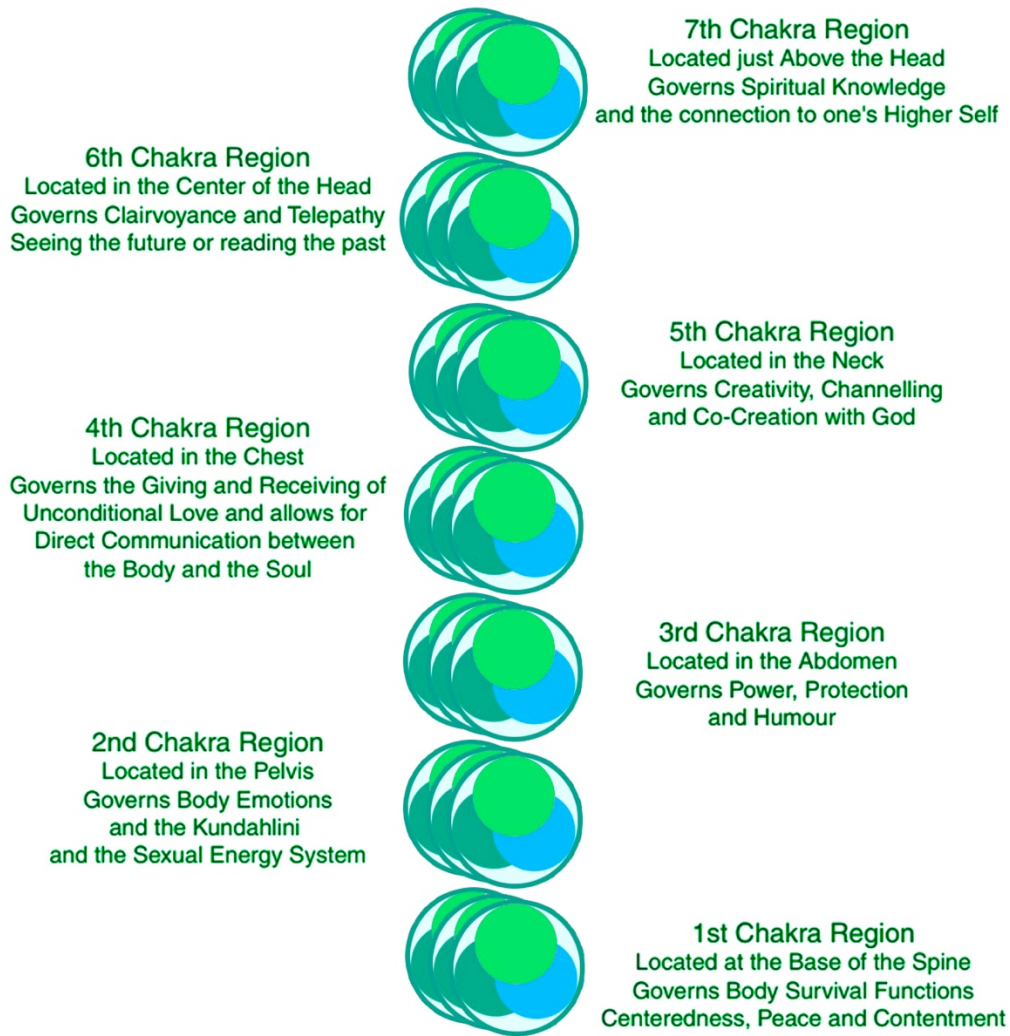 7th Chakra Region
Located just Above the Head
Governs Spiritual Knowledge
and the connection to one's Higher Self
6th Chakra Region
Located in the Center of the Head
Governs Clairvoyance and Telepathy
Seeing the future or reading the past
5th Chakra Region
Located in the Neck
Governs Creativity, Channelling
and Co-Creation with God
4th Chakra Region
Located in the Chest
Governs the Giving and Receiving of
Unconditional Love and allows for
Direct Communication between
the Body and the Soul
3rd Chakra Region
Located in the Abdomen
Governs Power, Protection
and Humour
2nd Chakra Region
Located in the Pelvis
Governs Body Emotions
and the Kundahlini
and the Sexual Energy System
1st Chakra Region
Located at the Base of the Spine
Governs Body Survival Functions
Centeredness, Peace and Contentment